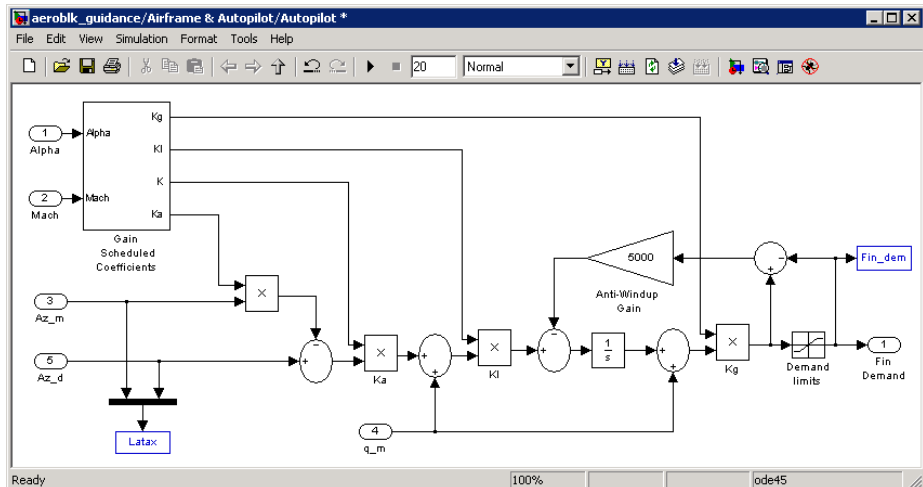 aeroblk_guidance/Airframe & Autopilot/Autopilot *
File Edit View Simulation Format Tools Help
20 Normal
Kg
1
Alpha
Alpha
KI
K
2
Mach
Mach
Ka
Gain
Scheduled
Coefficients
5000
Anti-Windup
Gain
Fin_dem
3
Az_m
×
5
Az_d
×
Ka
×
KI
1
s
×
Kg
Demand
limits
1
Fin
Demand
Latax
4
q_m
Ready 100% ode45